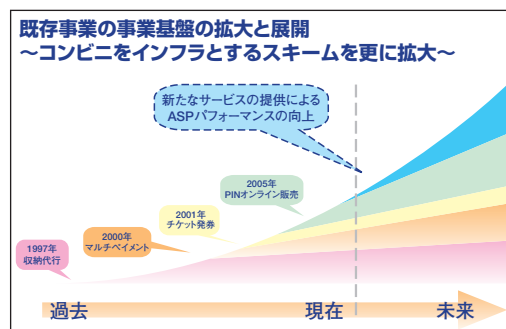 既存事業の事業基盤の拡大と展開
～コンビニをインフラとするスキームを更に拡大～
新たなサービスの提供による
ASPパフォーマンスの向上
2005年
PINオンライン販売
2001年
チケット発券
2000年
マルチペイメント
1997年
収納代行
過去 現在 未来